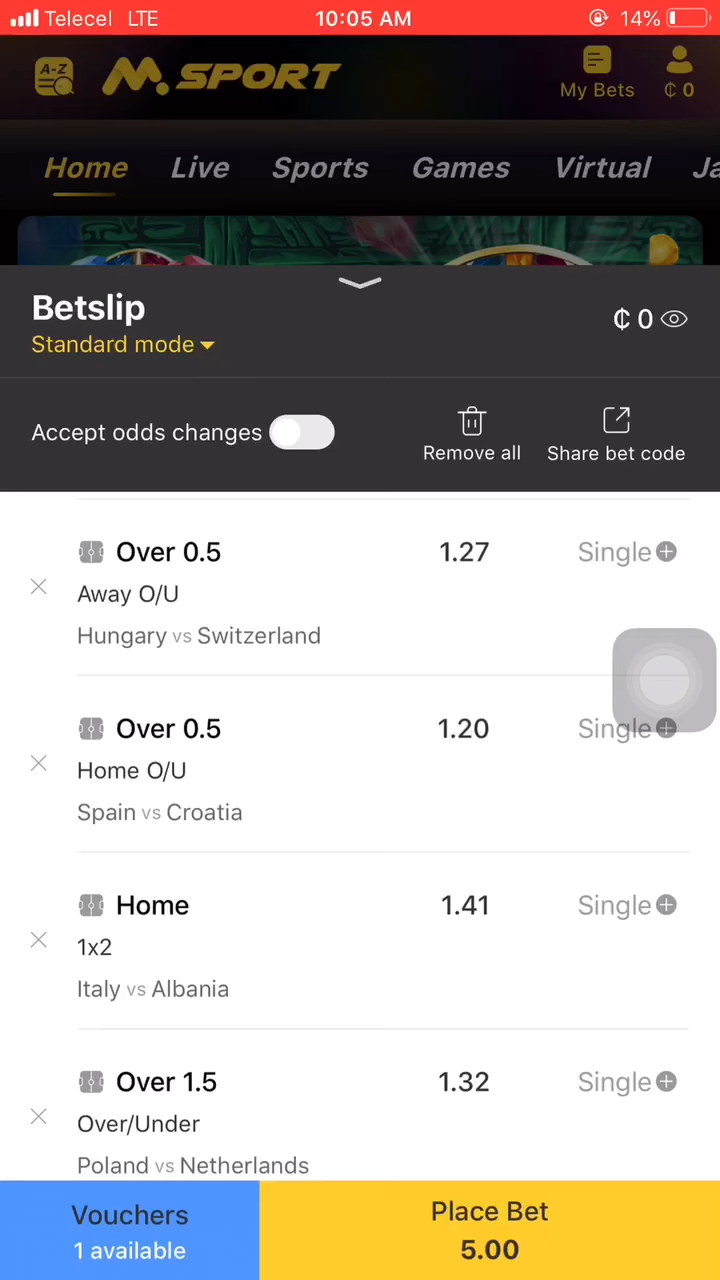 Telecel LTE 10:05 AM 14%
A-Z M.SPORT My Bets ₵ 0
Home Live Sports Games Virtual Ja
Betslip
₵ 0
Standard mode
Accept odds changes Remove all Share bet code
Over 0.5 1.27 Single
Away O/U
Hungary vs Switzerland
Over 0.5 1.20 Single
Home O/U
Spain vs Croatia
Home 1.41 Single
1x2
Italy vs Albania
Over 1.5 1.32 Single
Over/Under
Poland vs Netherlands
Vouchers
1 available
Place Bet
5.00